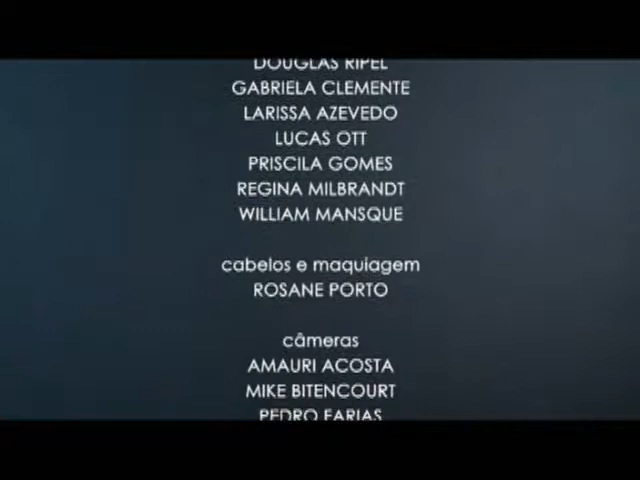 DOUGLAS RIPEL
GABRIELA CLEMENTE
LARISSA AZEVEDO
LUCAS OTT
PRISCILA GOMES
REGINA MILBRANDT
WILLIAM MANSQUE
cabelos e maquiagem
ROSANE PORTO
câmeras
AMAURI ACOSTA
MIKE BITENCOURT
PEDRO FARIAS